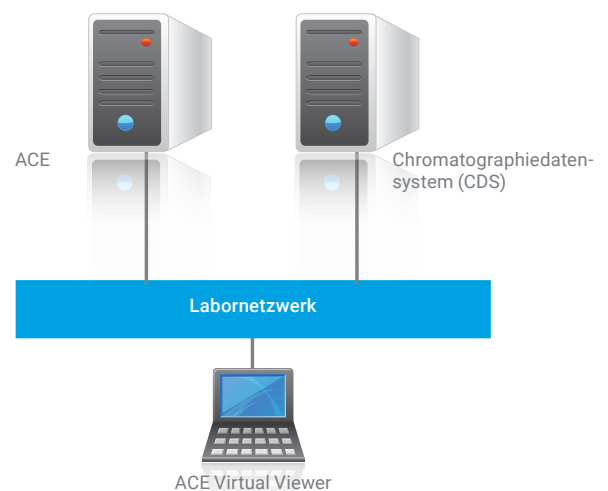 ACE
Chromatographiedaten-
system (CDS)
Labornetzwerk
ACE Virtual Viewer